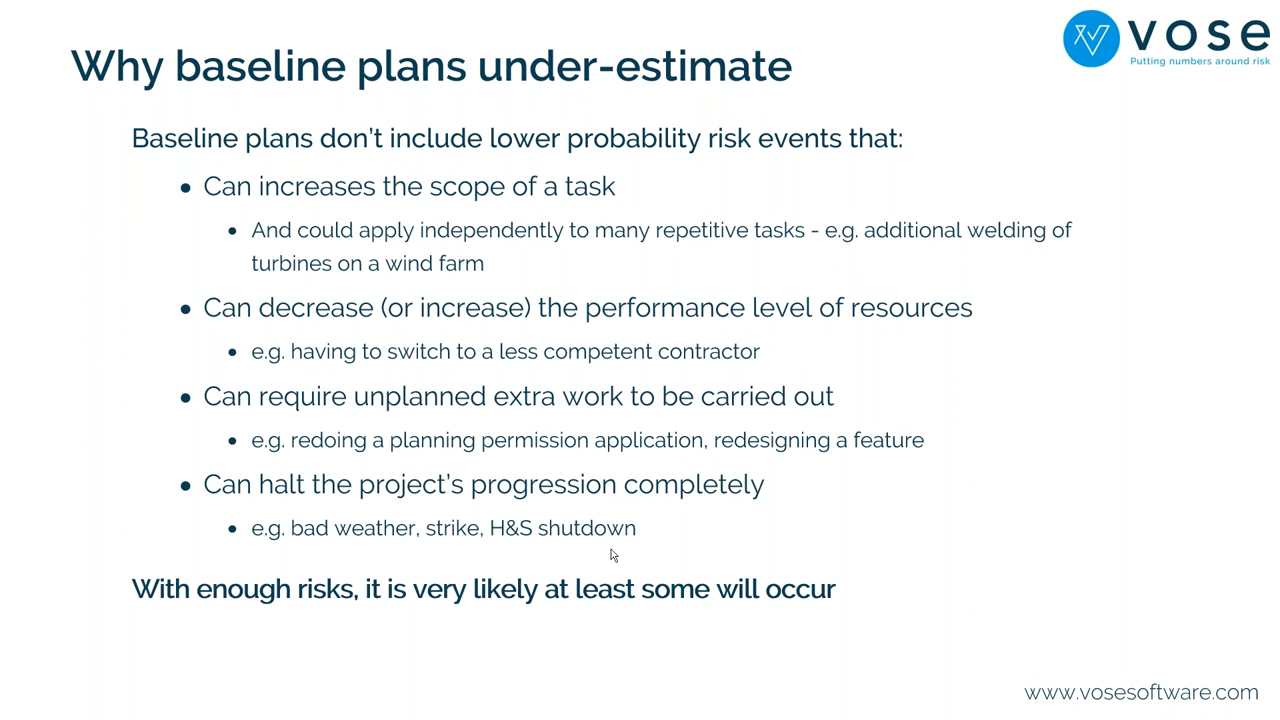 vose
Putting numbers around risk
Why baseline plans under-estimate
Baseline plans don't include lower probability risk events that:
• Can increases the scope of a task
• And could apply independently to many repetitive tasks - e.g. additional welding of
turbines on a wind farm
• Can decrease (or increase) the performance level of resources
• e.g. having to switch to a less competent contractor
• Can require unplanned extra work to be carried out
• e.g. redoing a planning permission application, redesigning a feature
• Can halt the project's progression completely
• e.g. bad weather, strike, H&S shutdown
With enough risks, it is very likely at least some will occur
www.vosesoftware.com